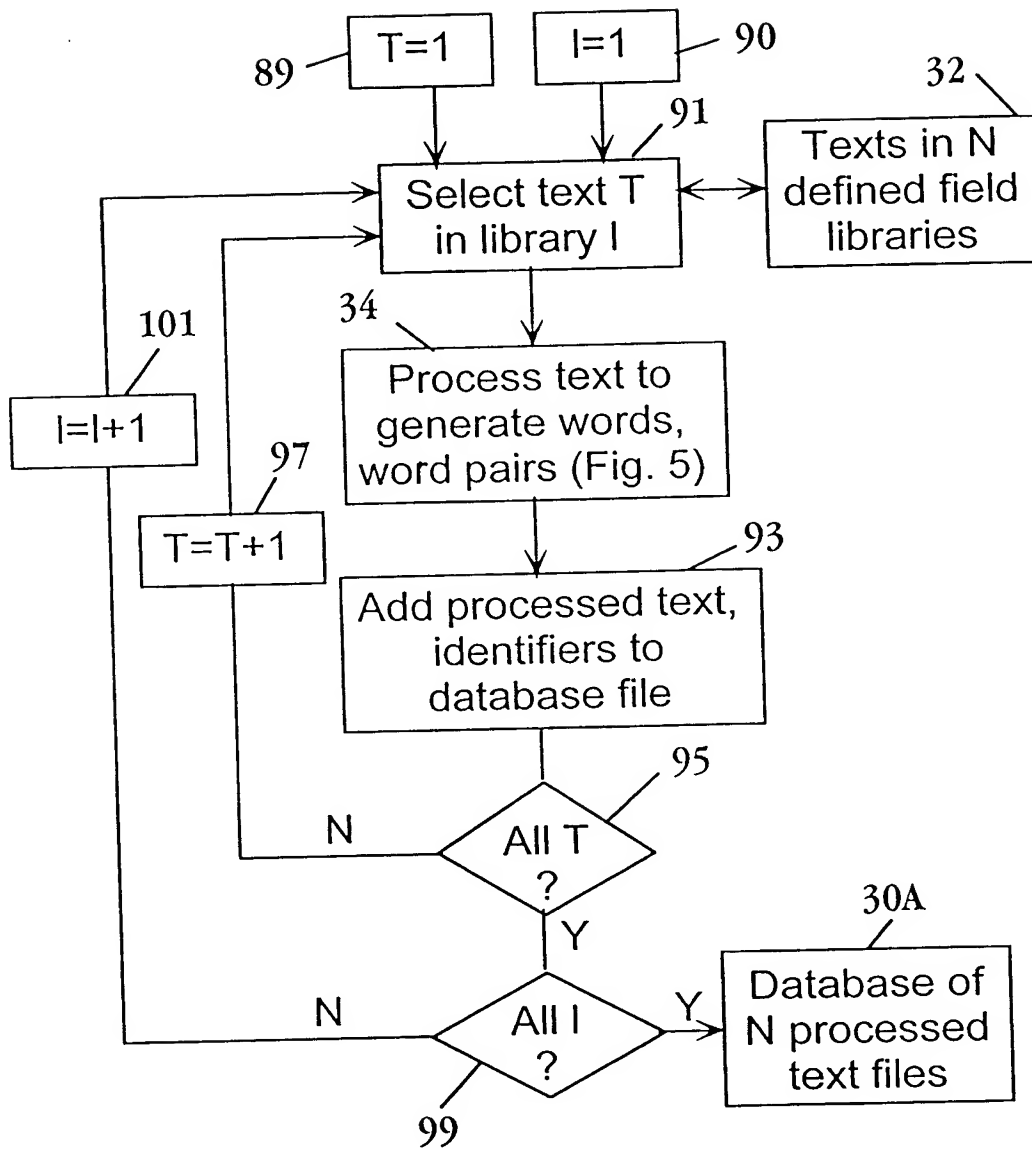 89
T=1
I=1
90
91
32
Select text T
in library I
Texts in N
defined field
libraries
34
Process text to
generate words,
word pairs (Fig. 5)
101
I=I+1
97
T=T+1
93
Add processed text,
identifiers to
database file
95
All T
?
N
Y
All I
?
N
Y
99
30A
Database of
N processed
text files